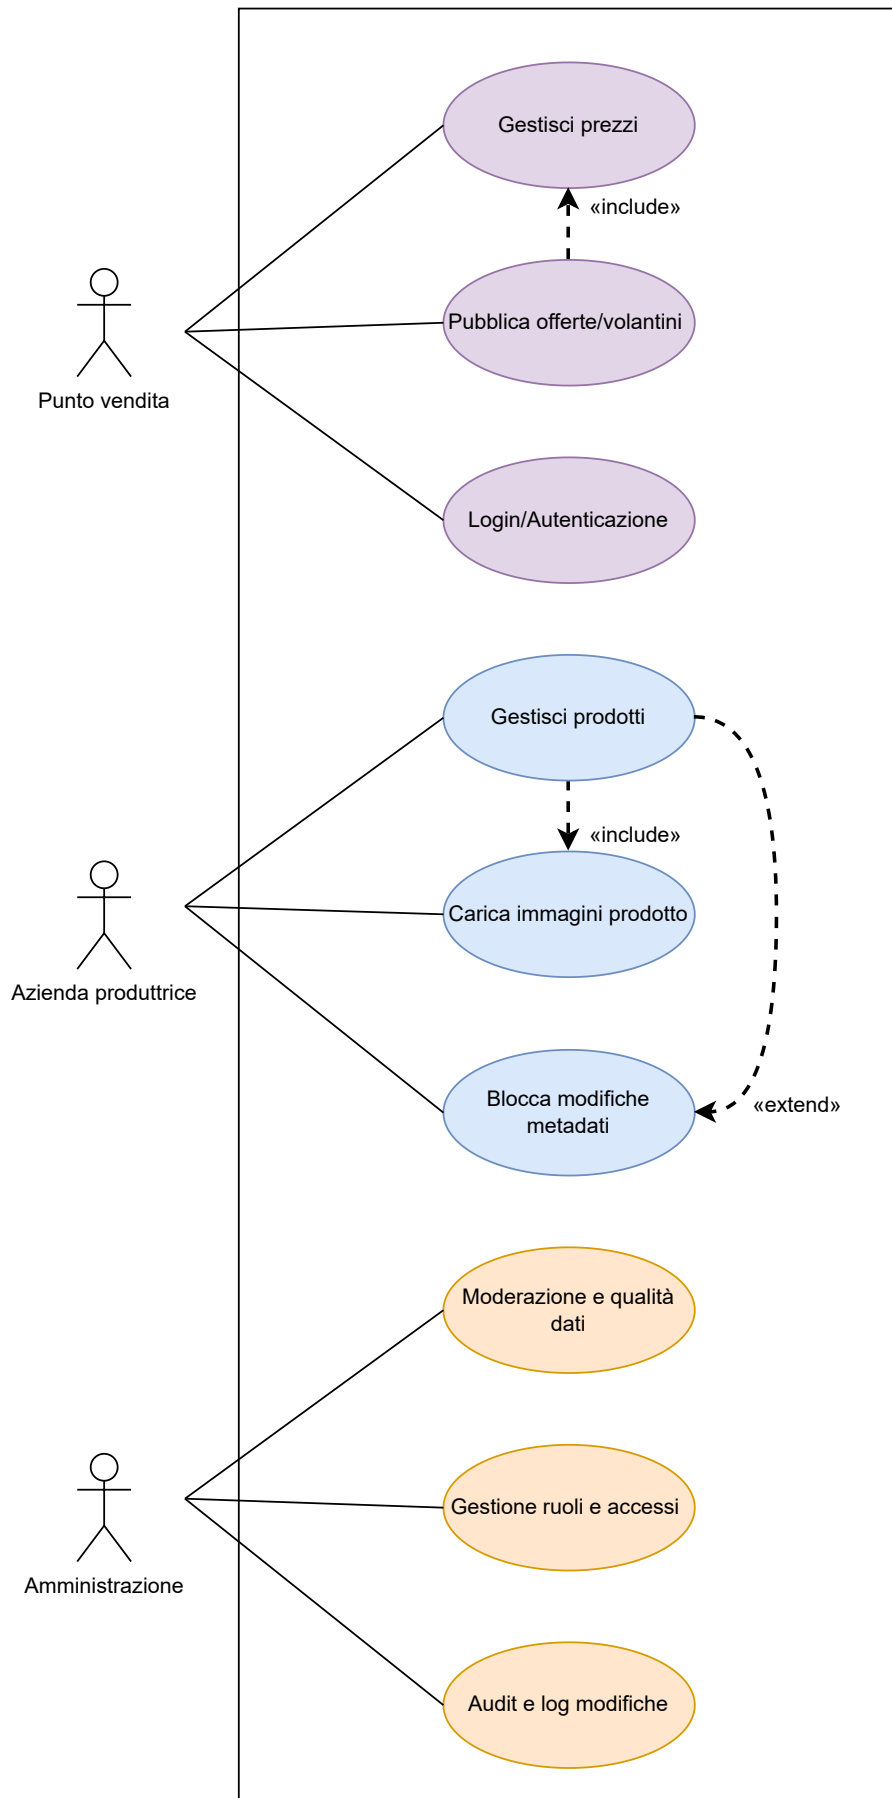 Gestisci prezzi
«include»
Pubblica offerte/volantini
Punto vendita
Login/Autenticazione
Gestisci prodotti
«include»
Carica immagini prodotto
Azienda produttrice
Blocca modifiche
metadati
«extend»
Moderazione e qualità
dati
Gestione ruoli e accessi
Amministrazione
Audit e log modifiche